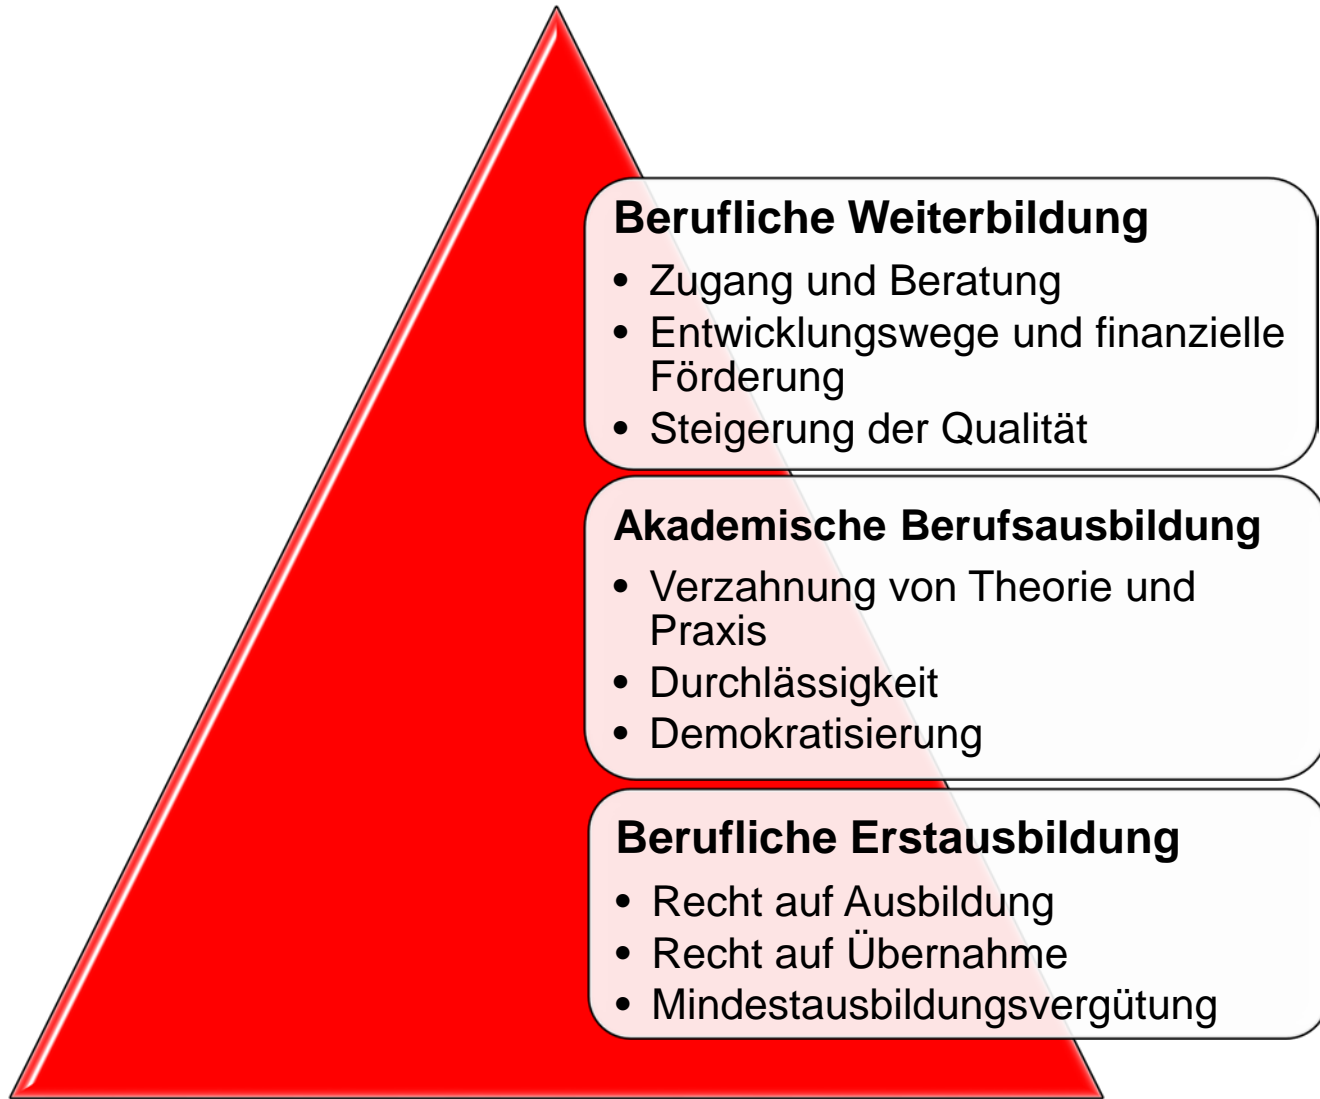 Berufliche Weiterbildung
• Zugang und Beratung
• Entwicklungswege und finanzielle
Förderung
• Steigerung der Qualität
Akademische Berufsausbildung
• Verzahnung von Theorie und
Praxis
• Durchlässigkeit
• Demokratisierung
Berufliche Erstausbildung
• Recht auf Ausbildung
• Recht auf Übernahme
• Mindestausbildungsvergütung